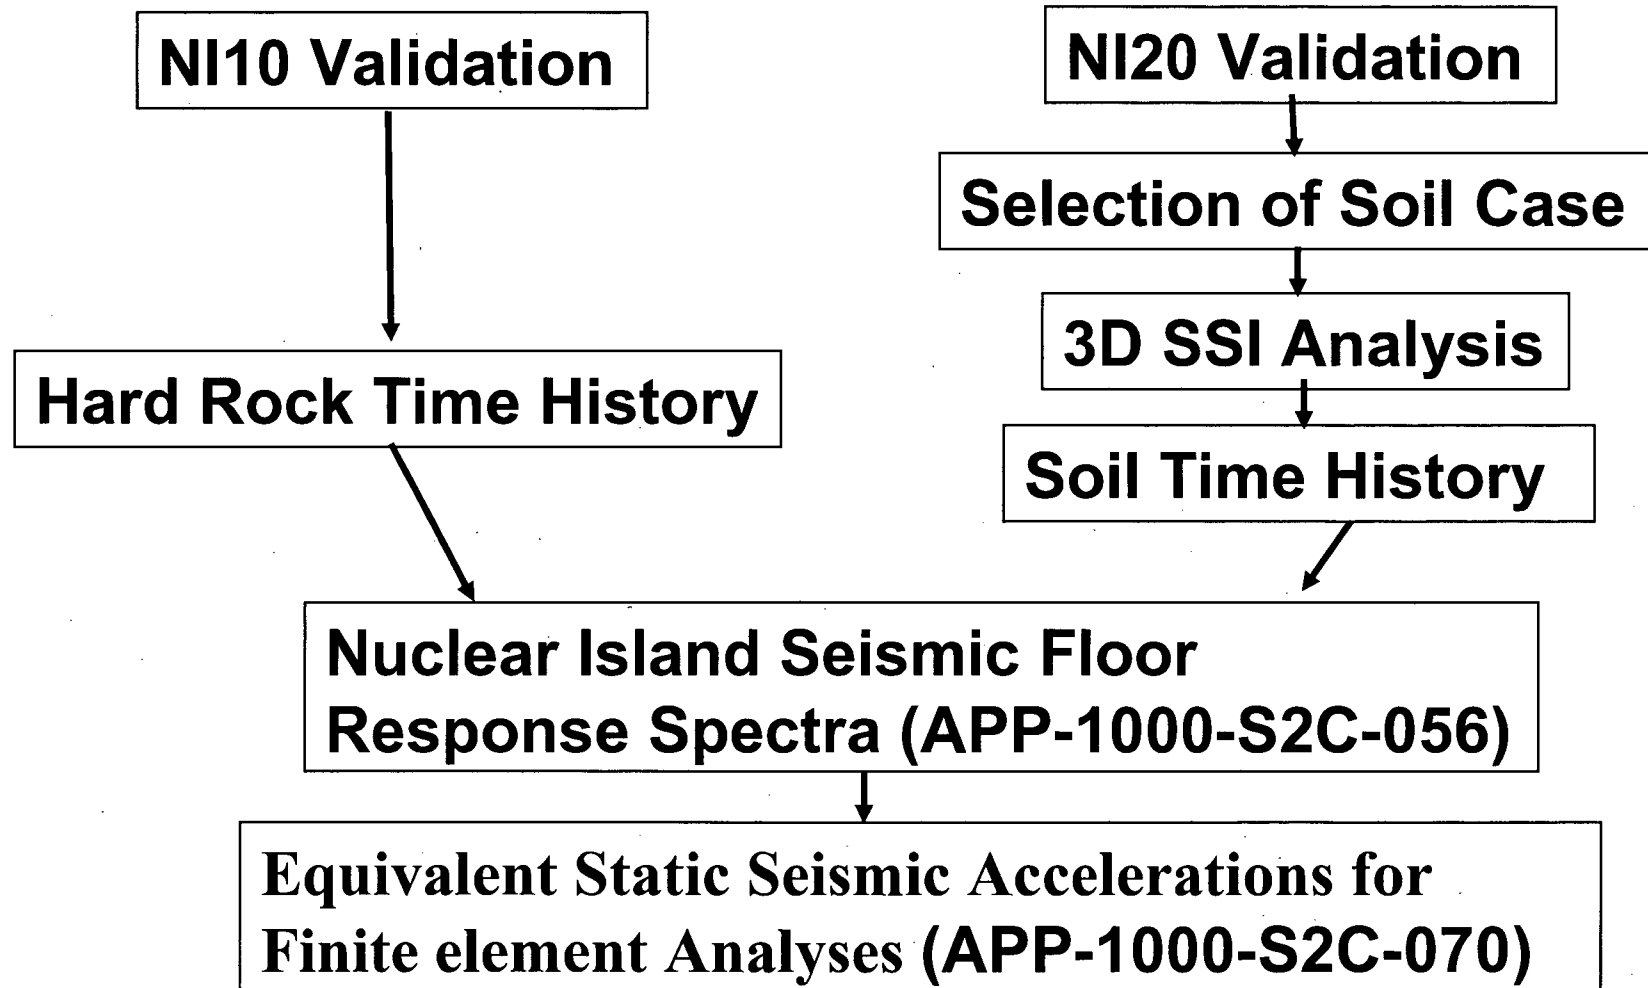 NI10 Validation
NI20 Validation
Selection of Soil Case
3D SSI Analysis
Hard Rock Time History
Soil Time History
Nuclear Island Seismic Floor
Response Spectra (APP-1000-S2C-056)
Equivalent Static Seismic Accelerations for
Finite element Analyses (APP-1000-S2C-070)